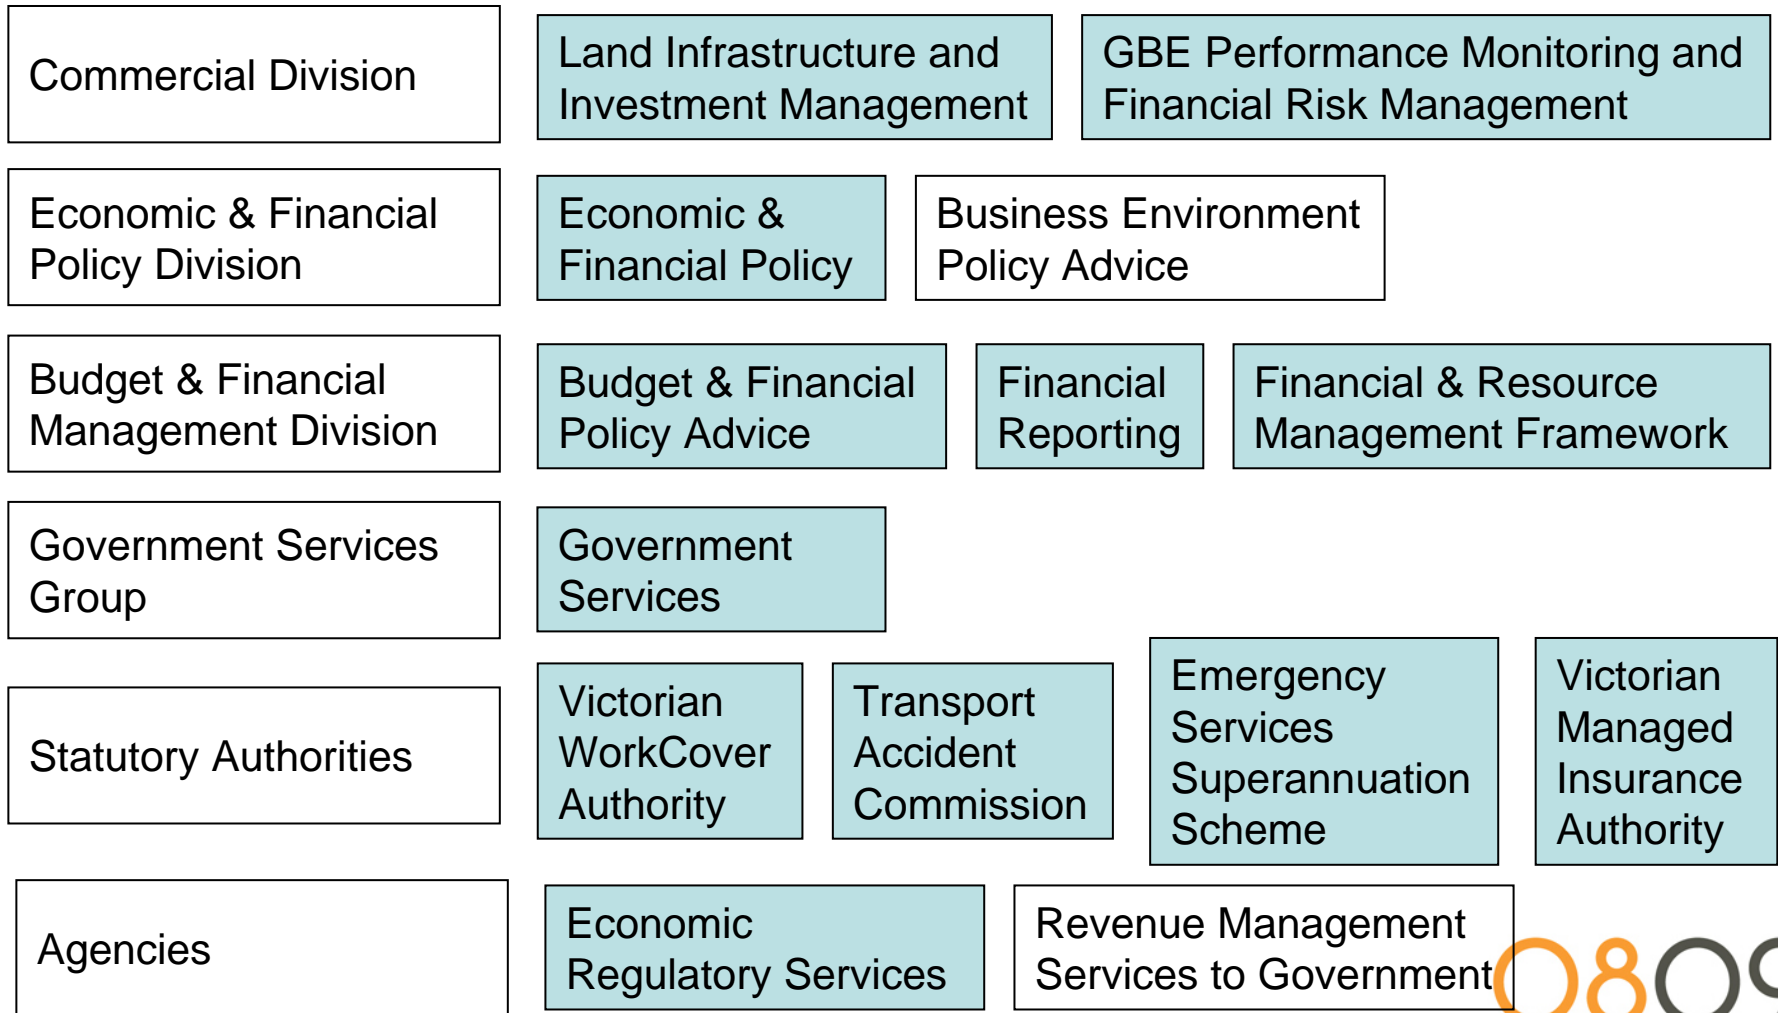 Commercial Division
Land Infrastructure and
Investment Management
GBE Performance Monitoring and
Financial Risk Management
Economic & Financial
Policy Division
Economic &
Financial Policy
Business Environment
Policy Advice
Budget & Financial
Management Division
Budget & Financial
Policy Advice
Financial
Reporting
Financial & Resource
Management Framework
Government Services
Group
Government
Services
Statutory Authorities
Victorian
WorkCover
Authority
Transport
Accident
Commission
Emergency
Services
Superannuation
Scheme
Victorian
Managed
Insurance
Authority
Agencies
Economic
Regulatory Services
Revenue Management
Services to Government
0809